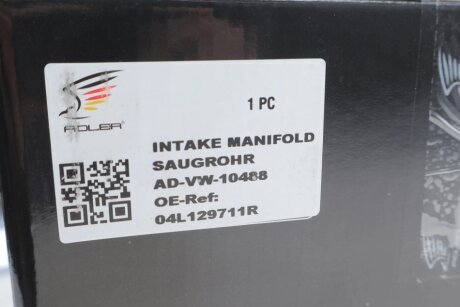 ADLER
1 PC
INTAKE MANIFOLD
SAUGROHR
AD-VW-10488
OE-Ref:
04L129711R